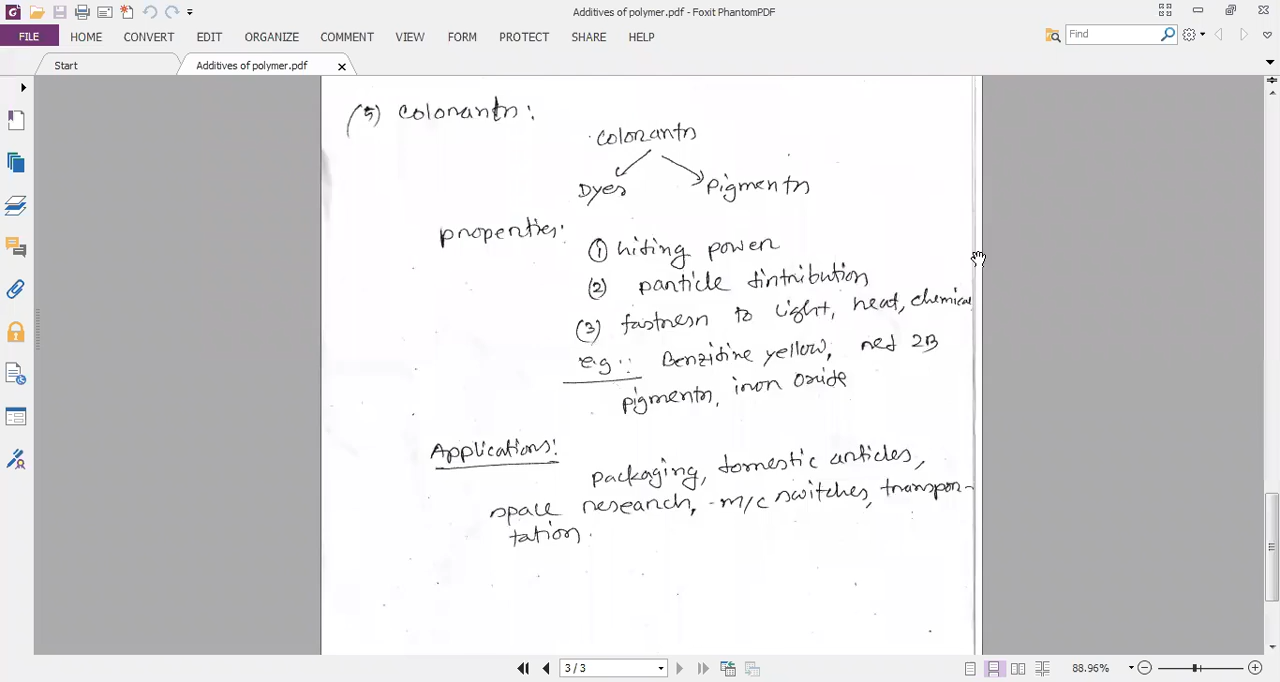 Additives of polymer.pdf - Foxit PhantomPDF
FILE HOME CONVERT EDIT ORGANIZE COMMENT VIEW FORM PROTECT SHARE HELP
Find
Start Additives of polymer.pdf
(5) Colorants:
Colorants
Dyes Pigments
Properties:
(1) hiding power
(2) particle distribution
(3) fastness to light, heat, chemical
e.g.: Benzidine yellow, red 2B
pigments, iron oxide
Applications:
packaging, domestic articles,
space research, m/c switches, transpor-
tation.
3 / 3
88.96%